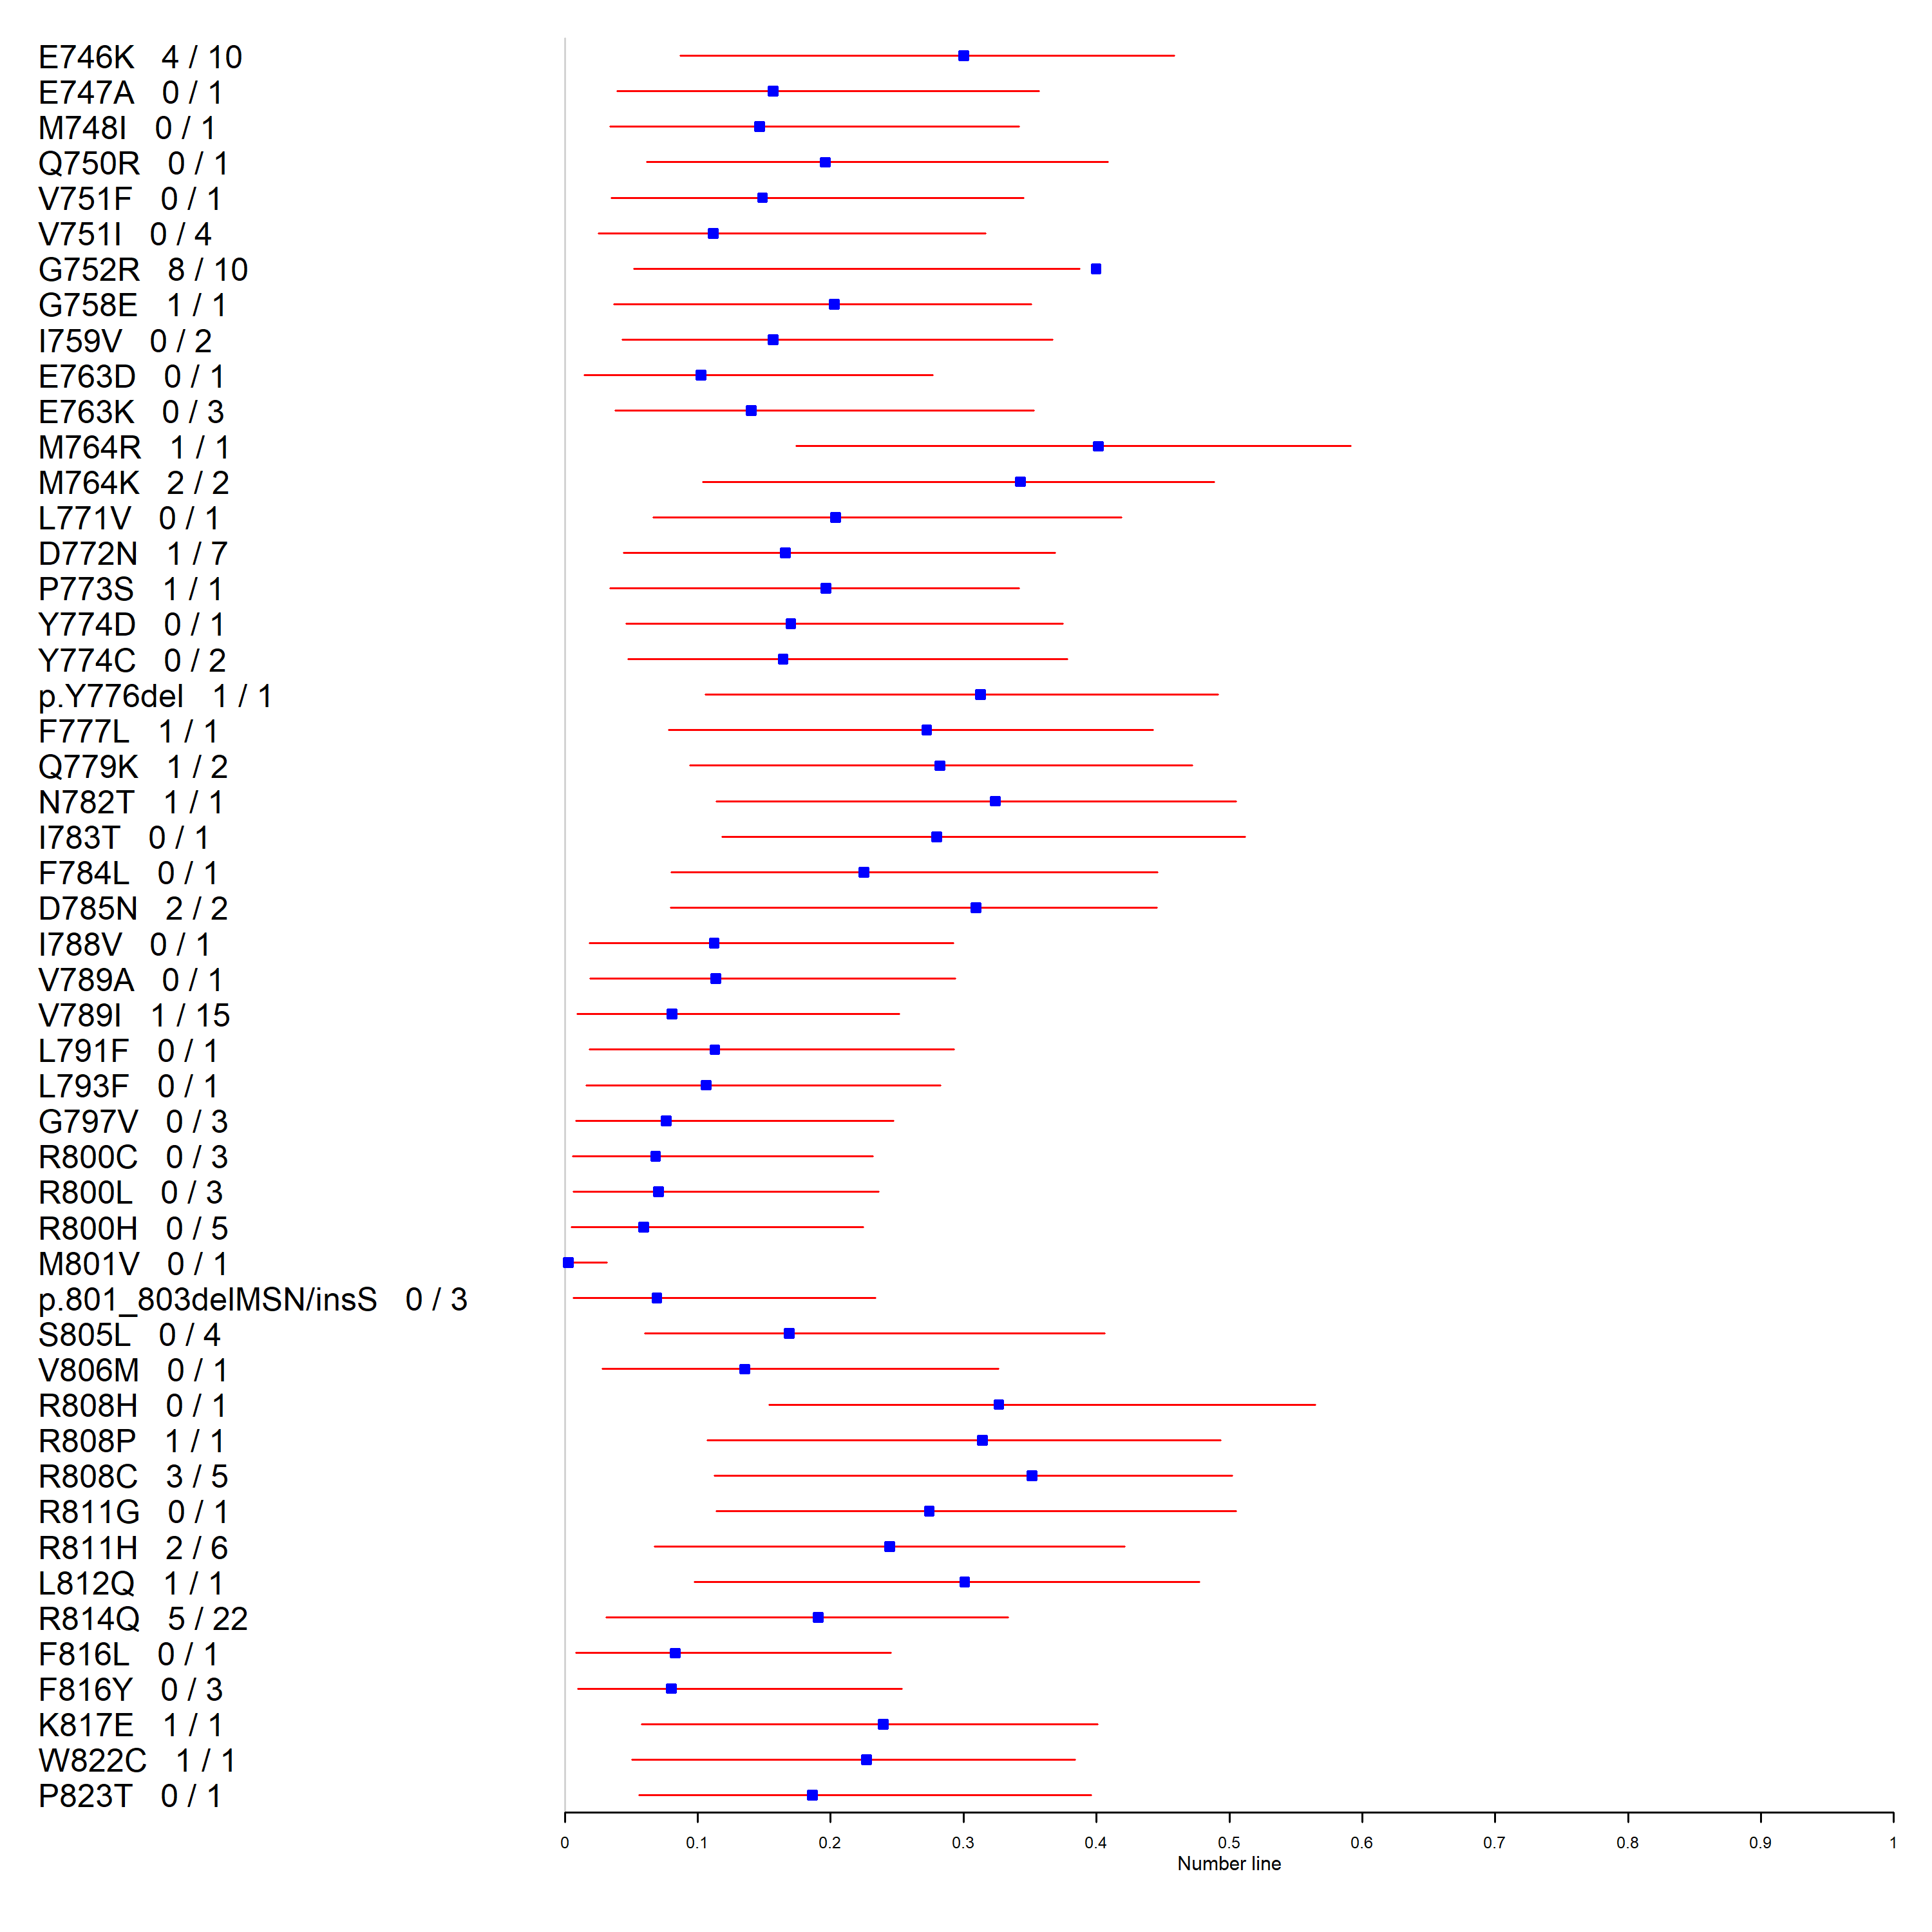 E746K 4 / 10
E747A 0 / 1
M748I 0 / 1
Q750R 0 / 1
V751F 0 / 1
V751I 0 / 4
G752R 8 / 10
G758E 1 / 1
I759V 0 / 2
E763D 0 / 1
E763K 0 / 3
M764R 1 / 1
M764K 2 / 2
L771V 0 / 1
D772N 1 / 7
P773S 1 / 1
Y774D 0 / 1
Y774C 0 / 2
p.Y776del 1 / 1
F777L 1 / 1
Q779K 1 / 2
N782T 1 / 1
I783T 0 / 1
F784L 0 / 1
D785N 2 / 2
I788V 0 / 1
V789A 0 / 1
V789I 1 / 15
L791F 0 / 1
L793F 0 / 1
G797V 0 / 3
R800C 0 / 3
R800L 0 / 3
R800H 0 / 5
M801V 0 / 1
p.801_803delMSN/insS 0 / 3
S805L 0 / 4
V806M 0 / 1
R808H 0 / 1
R808P 1 / 1
R808C 3 / 5
R811G 0 / 1
R811H 2 / 6
L812Q 1 / 1
R814Q 5 / 22
F816L 0 / 1
F816Y 0 / 3
K817E 1 / 1
W822C 1 / 1
P823T 0 / 1
0 0.1 0.2 0.3 0.4 0.5 0.6 0.7 0.8 0.9 1
Number line